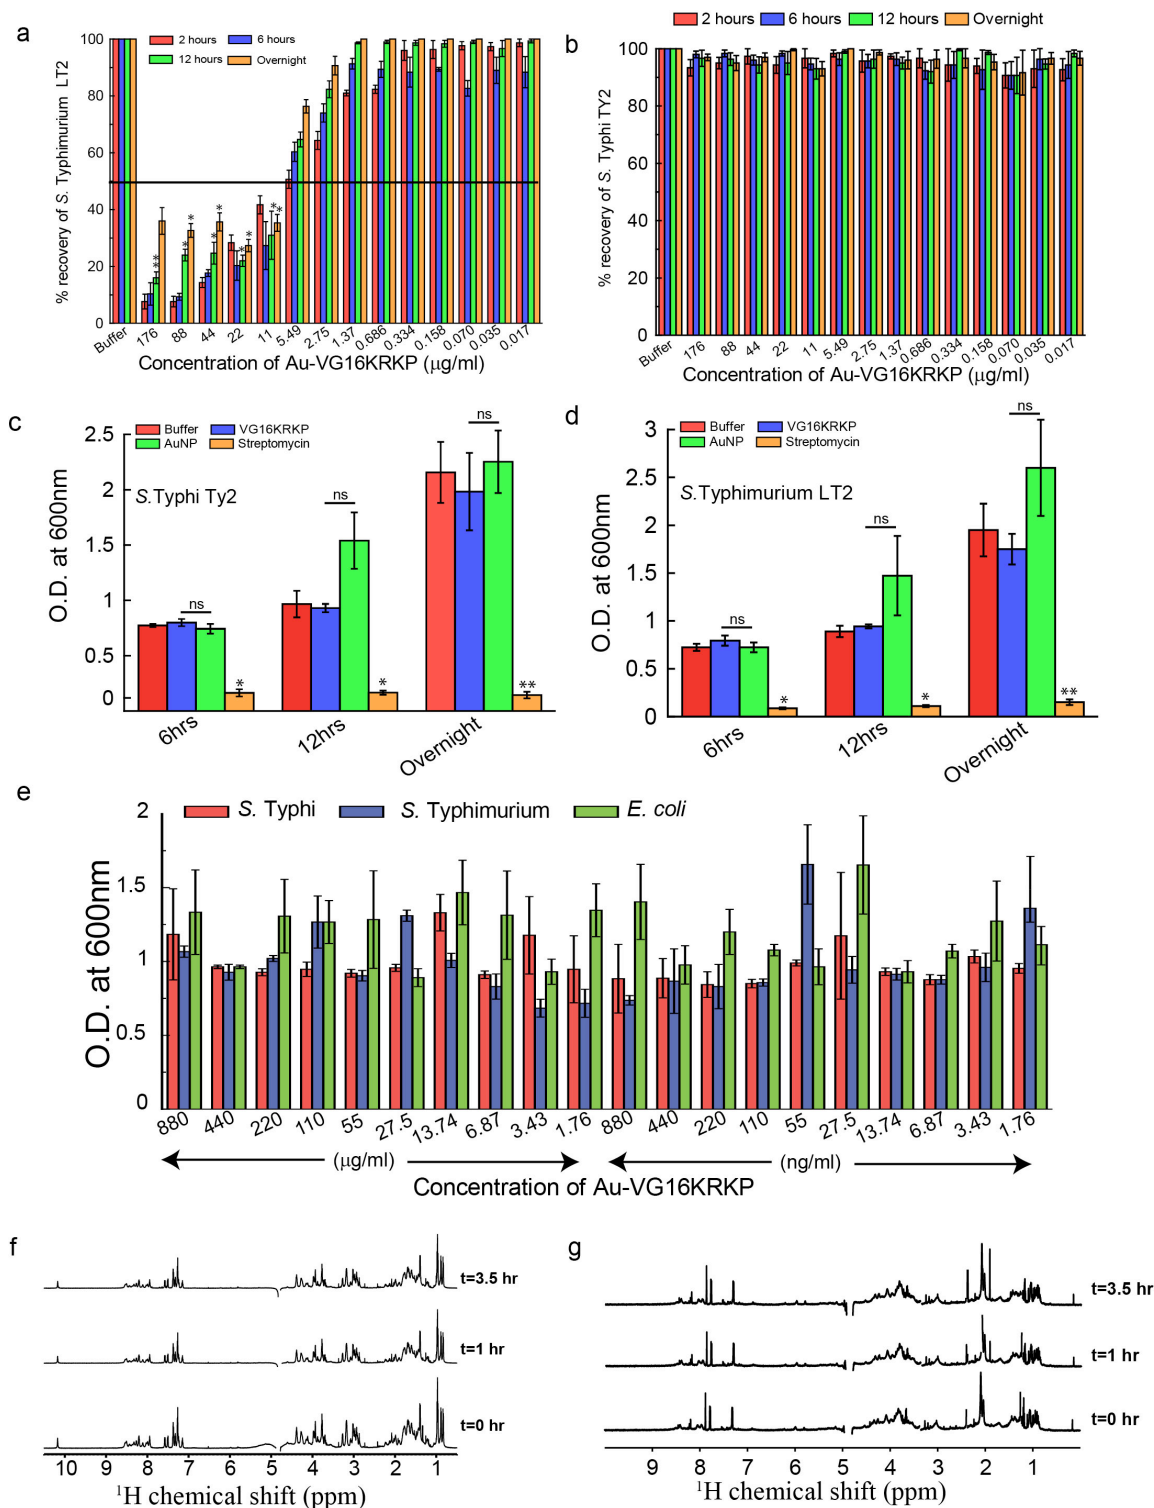 a
2 hours
6 hours
12 hours
Overnight
% recovery of S. Typhimurium LT2
100
80
60
40
20
0
* * * * * * * * *
Buffer 176 88 44 22 11 5.49 2.75 1.37 0.686 0.334 0.158 0.070 0.035 0.017
Concentration of Au-VG16KRKP (μg/ml)
b
2 hours 6 hours 12 hours Overnight
% recovery of S. Typhi TY2
100
80
60
40
20
0
Buffer 176 88 44 22 11 5.49 2.75 1.37 0.686 0.334 0.158 0.070 0.035 0.017
Concentration of Au-VG16KRKP (μg/ml)
c
Buffer VG16KRKP
AuNP Streptomycin
S.Typhi Ty2
O.D. at 600nm
2.5
2
1.5
1
0.5
0
ns ns ns
* * **
6hrs 12hrs Overnight
d
Buffer VG16KRKP
AuNP Streptomycin
S.Typhimurium LT2
O.D. at 600nm
3
2.5
2
1.5
1
0.5
0
ns ns ns
* * **
6hrs 12hrs Overnight
e
S. Typhi S. Typhimurium E. coli
O.D. at 600nm
2
1.5
1
0.5
0
880 440 220 110 55 27.5 13.74 6.87 3.43 1.76 880 440 220 110 55 27.5 13.74 6.87 3.43 1.76
(μg/ml) (ng/ml)
Concentration of Au-VG16KRKP
f
t=3.5 hr
t=1 hr
t=0 hr
10 9 8 7 6 5 4 3 2 1
¹H chemical shift (ppm)
g
t=3.5 hr
t=1 hr
t=0 hr
9 8 7 6 5 4 3 2 1
¹H chemical shift (ppm)